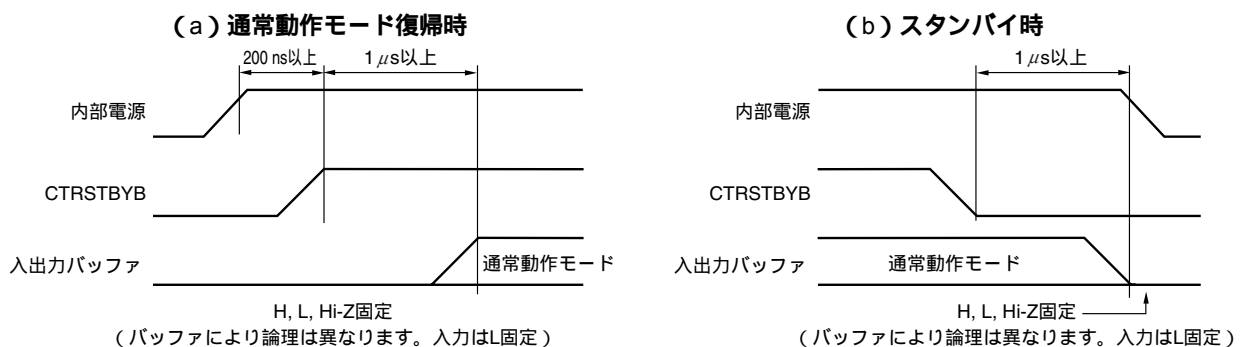 （a）通常動作モード復帰時
200 ns以上
1 μs以上
内部電源
CTRSTBYB
入出力バッファ
通常動作モード
H, L, Hi-Z固定
（バッファにより論理は異なります。入力はL固定）
（b）スタンバイ時
1 μs以上
内部電源
CTRSTBYB
入出力バッファ
通常動作モード
H, L, Hi-Z固定
（バッファにより論理は異なります。入力はL固定）